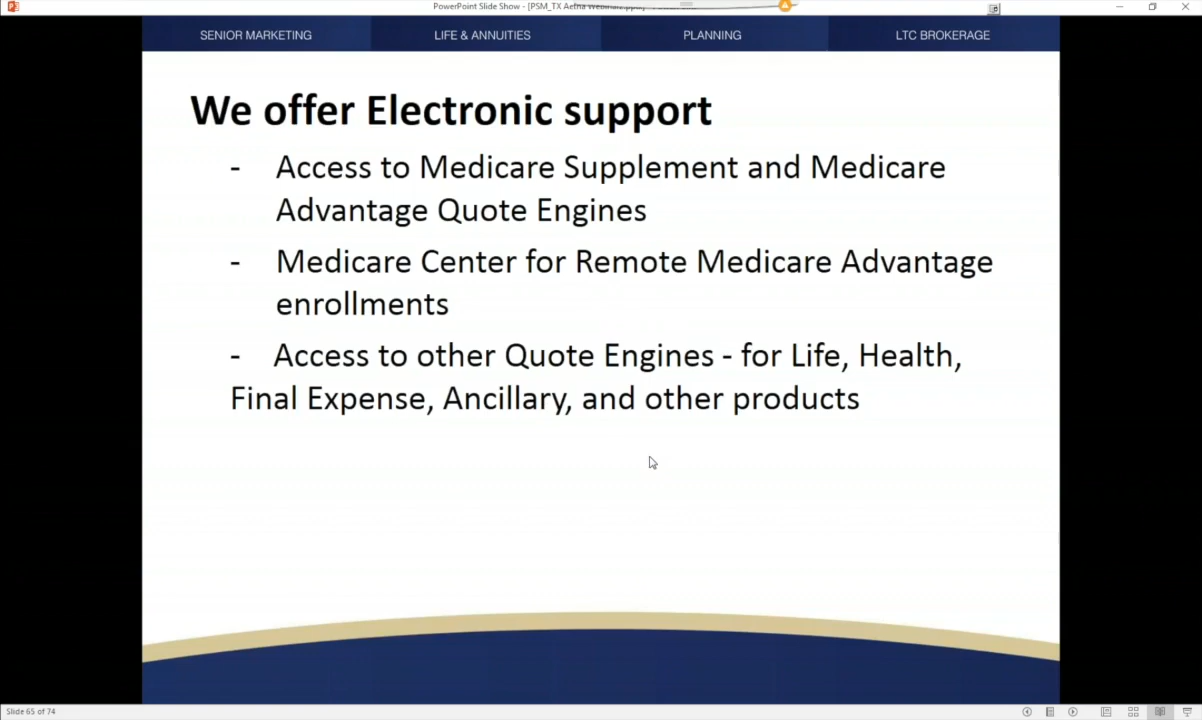 PowerPoint Slide Show - [PSM_TX Aetna
SENIOR MARKETING LIFE & ANNUITIES PLANNING LTC BROKERAGE
We offer Electronic support
- Access to Medicare Supplement and Medicare
Advantage Quote Engines
- Medicare Center for Remote Medicare Advantage
enrollments
- Access to other Quote Engines - for Life, Health,
Final Expense, Ancillary, and other products
Slide 65 of 74